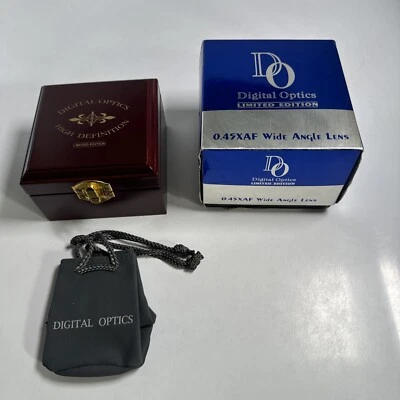 DIGITAL OPTICS
HIGH DEFINITION
LIMITED EDITION
DO
Digital Optics
LIMITED EDITION
0.45XAF Wide Angle Lens
DO
Digital Optics
LIMITED EDITION
0.45XAF Wide Angle Lens
DIGITAL OPTICS